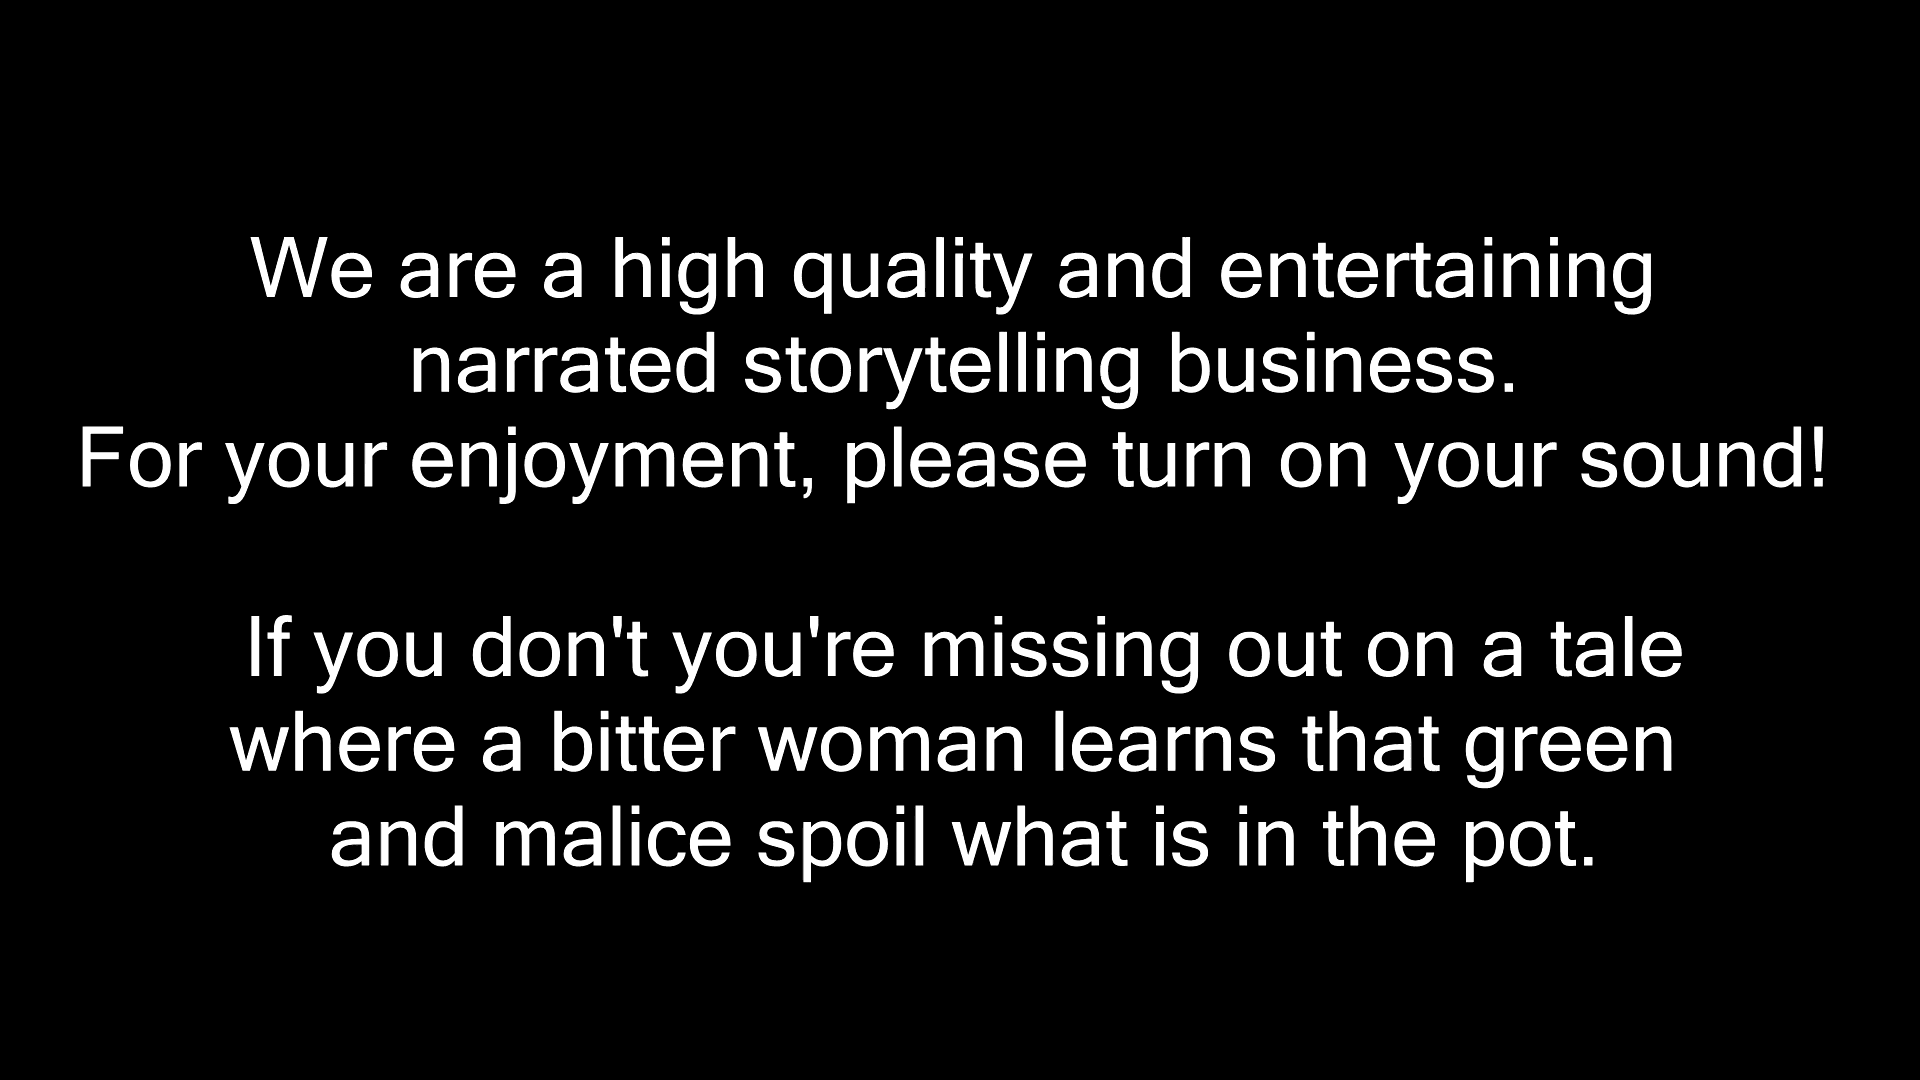 We are a high quality and entertaining
narrated storytelling business.
For your enjoyment, please turn on your sound!
If you don't you're missing out on a tale
where a bitter woman learns that green
and malice spoil what is in the pot.